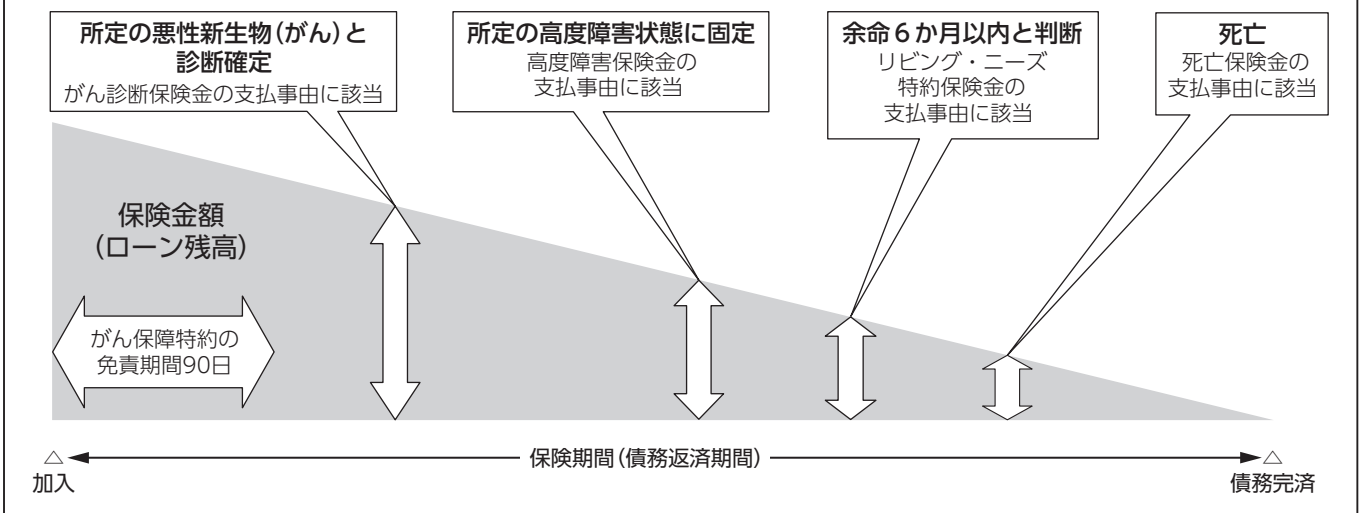 所定の悪性新生物(がん)と
診断確定
がん診断保険金の支払事由に該当
所定の高度障害状態に固定
高度障害保険金の
支払事由に該当
余命6か月以内と判断
リビング・ニーズ
特約保険金の
支払事由に該当
死亡
死亡保険金の
支払事由に該当
保険金額
(ローン残高)
がん保障特約の
免責期間90日
△
保険期間(債務返済期間)
△
加入
債務完済